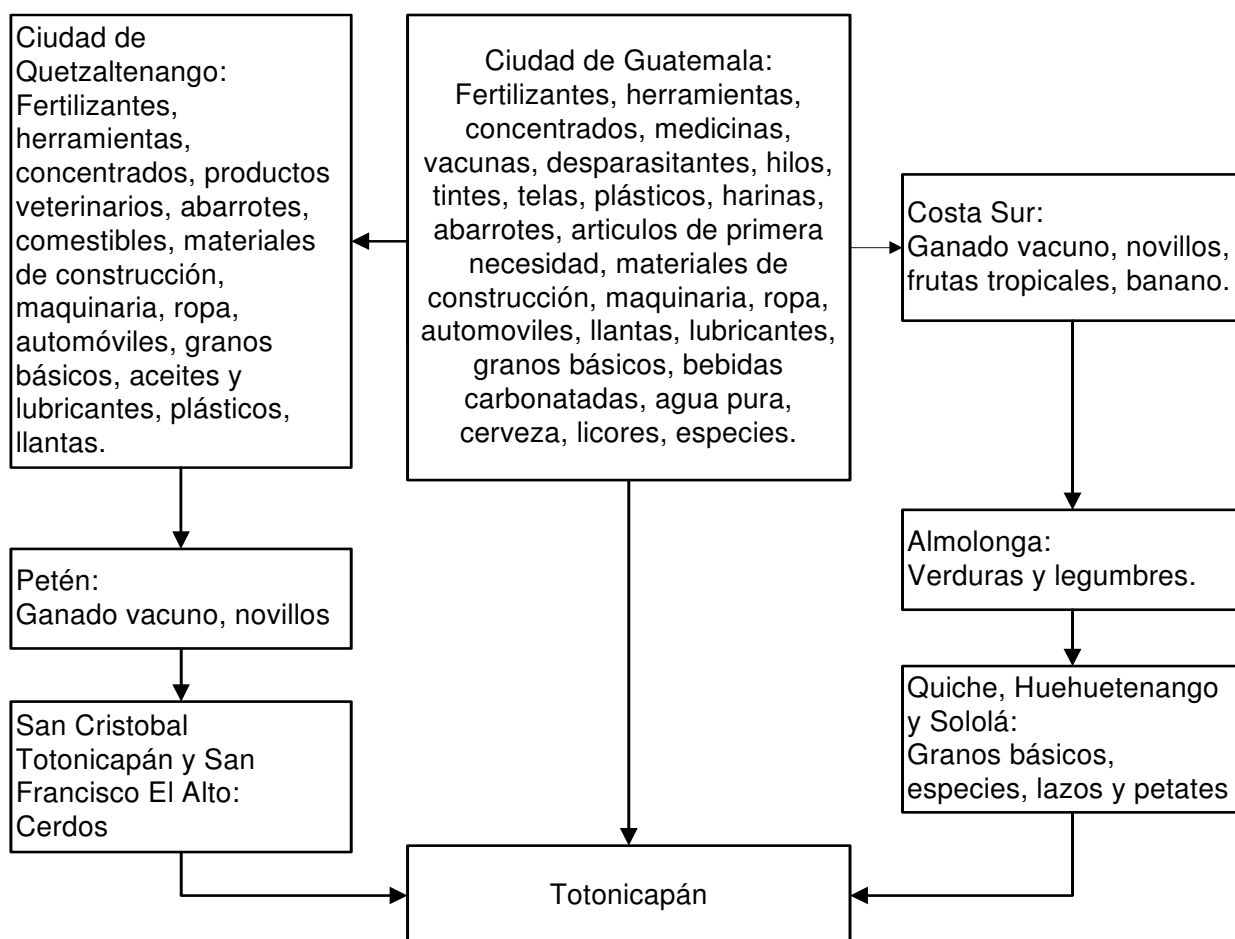 Ciudad de
Quetzaltenango:
Fertilizantes,
herramientas,
concentrados, productos
veterinarios, abarrotes,
comestibles, materiales
de construcción,
maquinaria, ropa,
automóviles, granos
básicos, aceites y
lubricantes, plásticos,
llantas.
Ciudad de Guatemala:
Fertilizantes, herramientas,
concentrados, medicinas,
vacunas, desparasitantes, hilos,
tintes, telas, plásticos, harinas,
abarrotes, articulos de primera
necesidad, materiales de
construcción, maquinaria, ropa,
automoviles, llantas, lubricantes,
granos básicos, bebidas
carbonatadas, agua pura,
cerveza, licores, especies.
Costa Sur:
Ganado vacuno, novillos,
frutas tropicales, banano.
Petén:
Ganado vacuno, novillos
Almolonga:
Verduras y legumbres.
San Cristobal
Totonicapán y San
Francisco El Alto:
Cerdos
Quiche, Huehuetenango
y Sololá:
Granos básicos,
especies, lazos y petates
Totonicapán